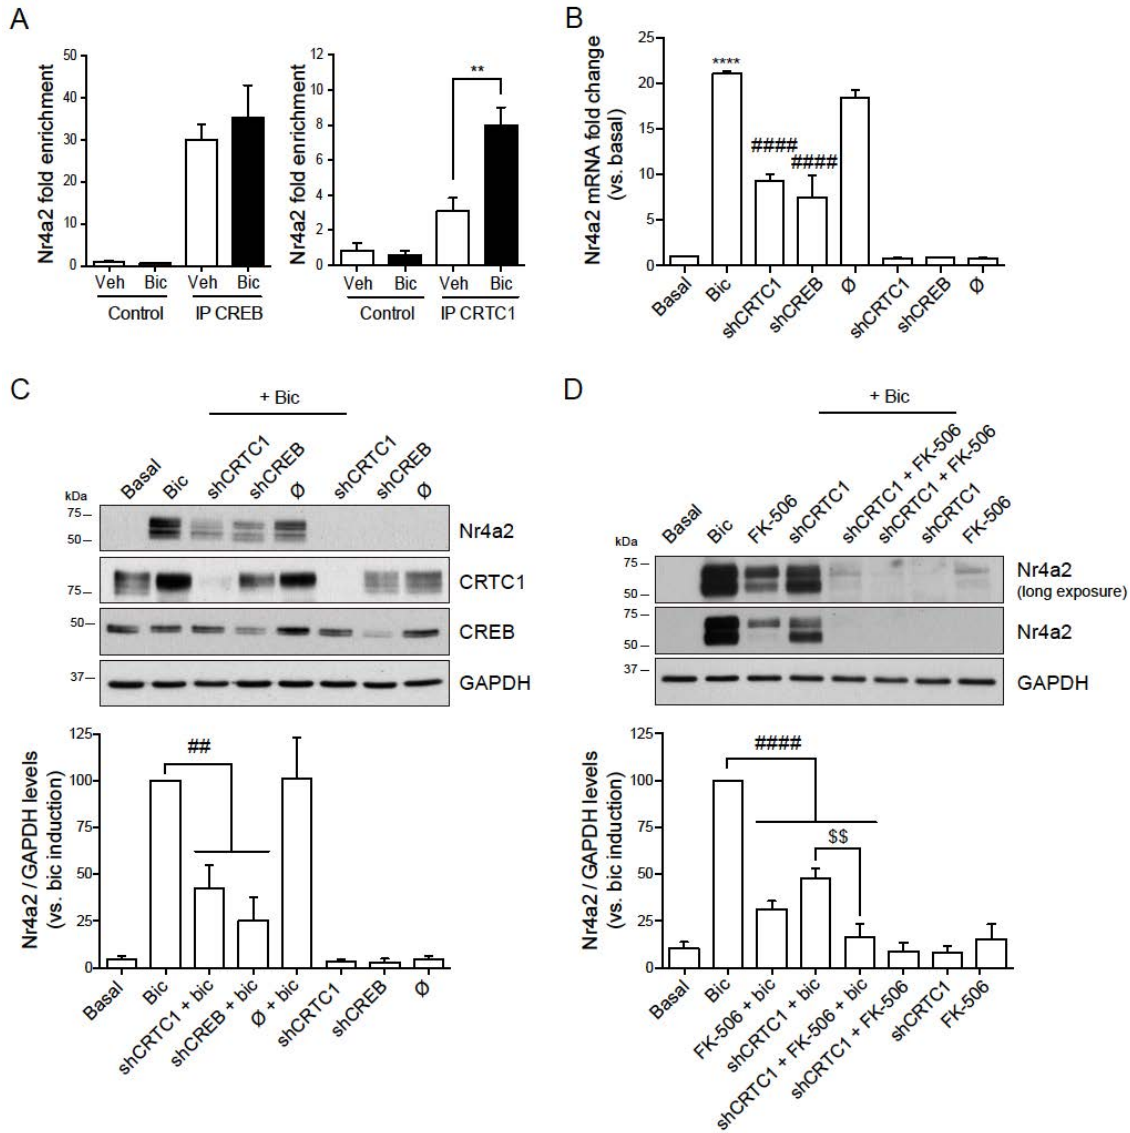 A
Nr4a2 fold enrichment
50
40
30
20
10
0
Veh Bic Veh Bic
Control IP CREB
Nr4a2 fold enrichment
12
10
8
6
4
2
0
**
Veh Bic Veh Bic
Control IP CRTC1
B
Nr4a2 mRNA fold change
(vs. basal)
25
20
15
10
5
0
****
####
####
Basal
Bic
shCRTC1
shCREB
Ø
shCRTC1
shCREB
Ø
C
+ Bic
Basal
Bic
shCRTC1
shCREB
Ø
shCRTC1
shCREB
Ø
kDa
75
50
Nr4a2
75
CRTC1
50
CREB
37
GAPDH
Nr4a2 / GAPDH levels
(vs. bic induction)
125
100
75
50
25
0
##
Basal
Bic
shCRTC1 + bic
shCREB + bic
Ø + bic
shCRTC1
shCREB
Ø
D
+ Bic
Basal
Bic
FK-506
shCRTC1
shCRTC1 + FK-506
shCRTC1 + FK-506
shCRTC1
FK-506
kDa
75
50
Nr4a2
(long exposure)
75
50
Nr4a2
37
GAPDH
Nr4a2 / GAPDH levels
(vs. bic induction)
125
100
75
50
25
0
####
$$
Basal
Bic
FK-506 + bic
shCRTC1 + bic
shCRTC1 + FK-506 + bic
shCRTC1 + FK-506
shCRTC1
FK-506